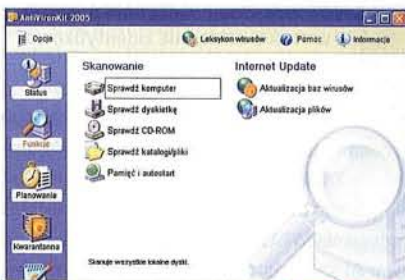 AntiVirenKit 2005
Opcje
Leksykon wirusów
Pomoc
Informacja
Status
Funkcje
Planowanie
Kwarantanna
Skanowanie
Sprawdź komputer
Sprawdź dyskietkę
Sprawdź CD-ROM
Sprawdź katalogi/pliki
Pamięć i autostart
Internet Update
Aktualizacja baz wirusów
Aktualizacja plików
Skanuje wszystkie lokalne dyski.